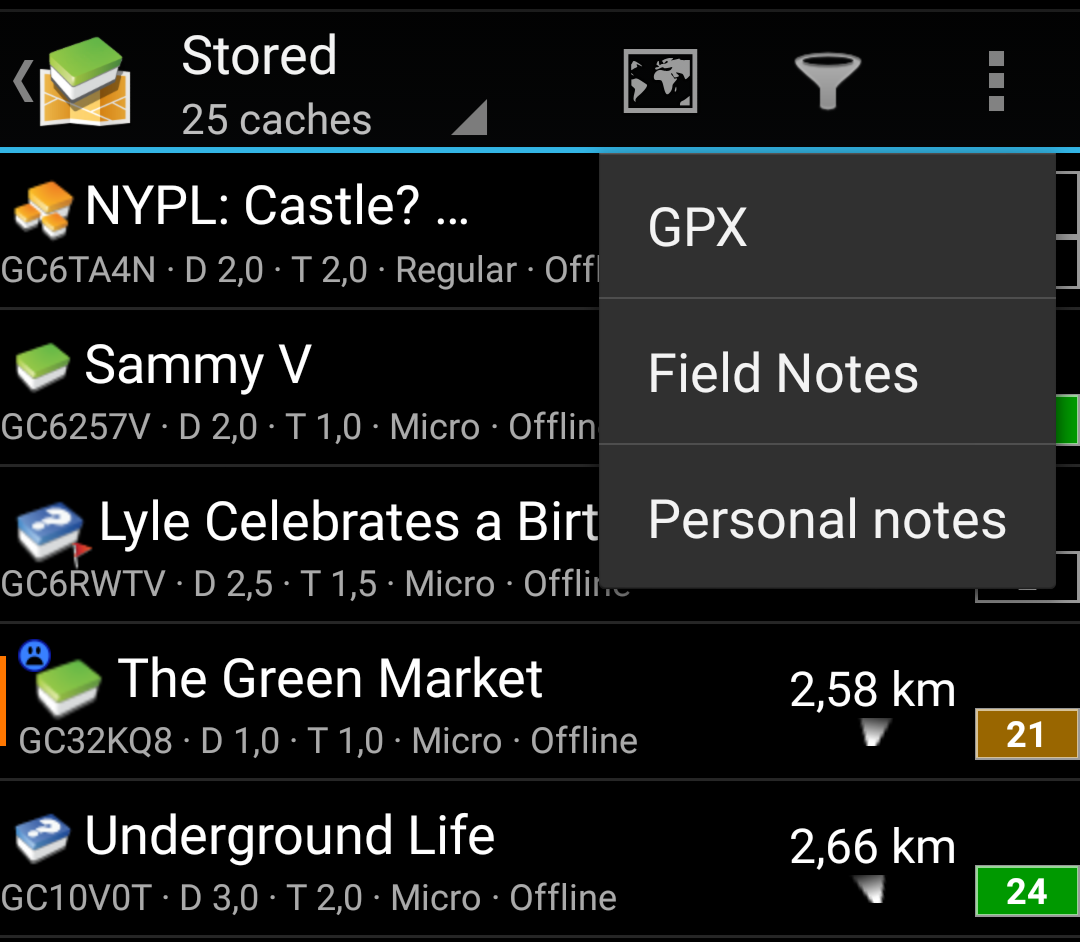 Stored
25 caches
NYPL: Castle? ...
GC6TA4N · D 2,0 · T 2,0 · Regular · Offl
GPX
Sammy V
GC6257V · D 2,0 · T 1,0 · Micro · Offlin
Field Notes
Lyle Celebrates a Birt
GC6RWTV · D 2,5 · T 1,5 · Micro · Offline
Personal notes
The Green Market
GC32KQ8 · D 1,0 · T 1,0 · Micro · Offline
2,58 km
21
Underground Life
GC10V0T · D 3,0 · T 2,0 · Micro · Offline
2,66 km
24